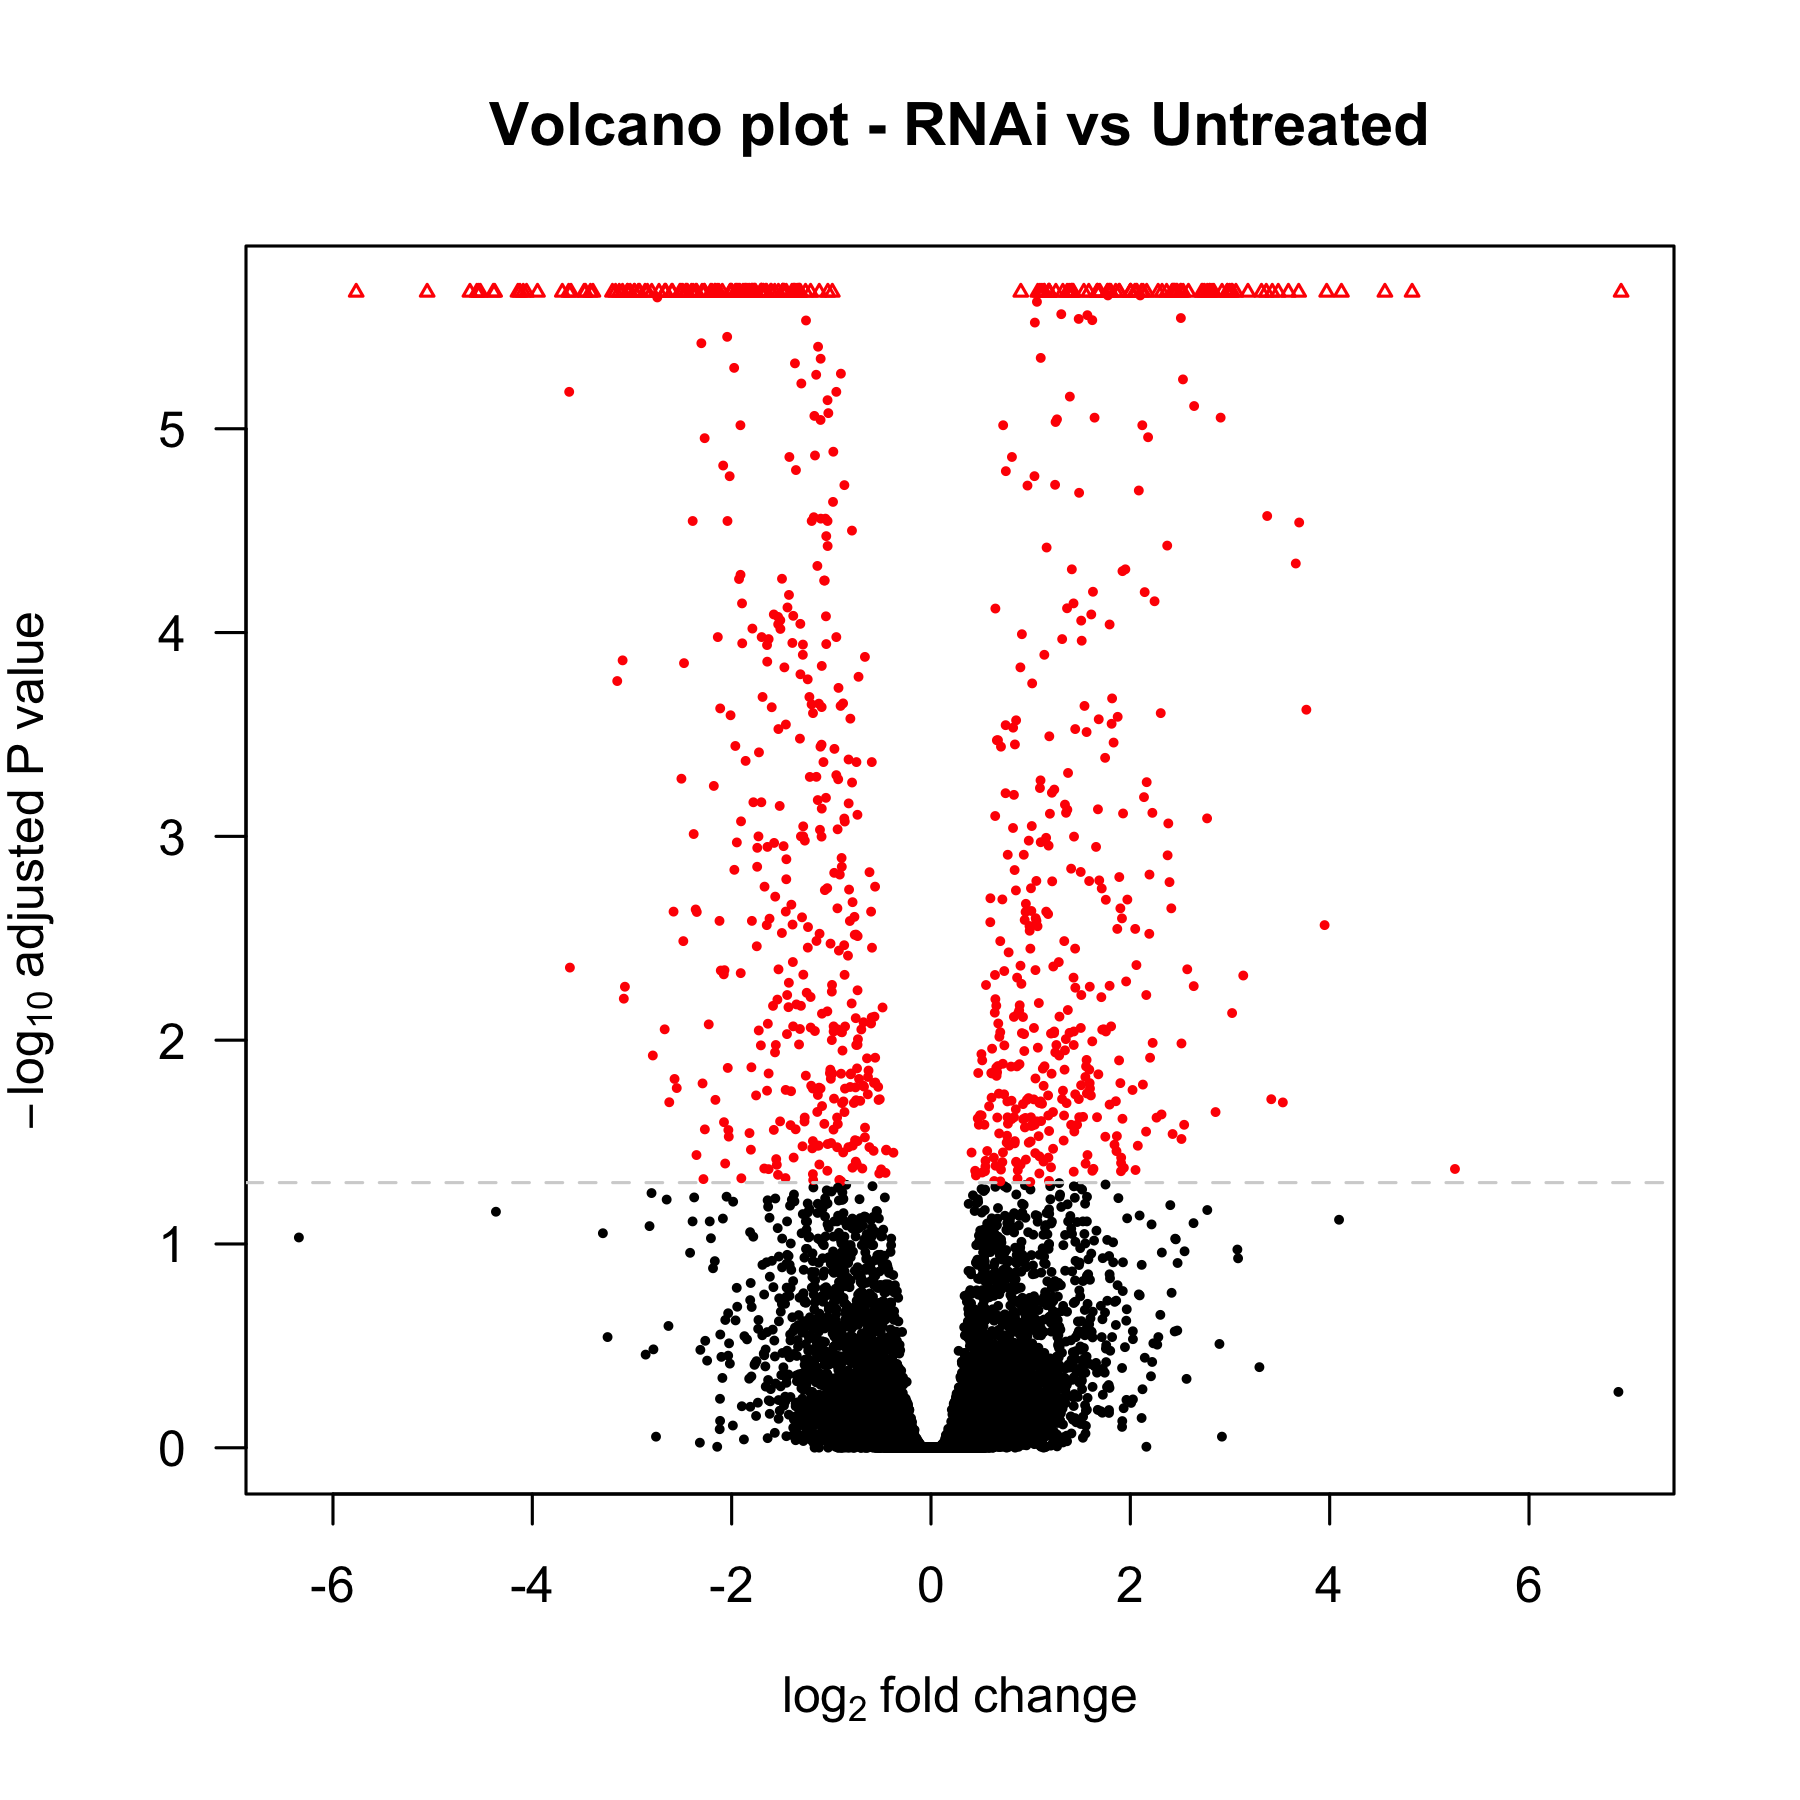 Volcano plot - RNAi vs Untreated
−log₁₀ adjusted P value
5
4
3
2
1
0
-6 -4 -2 0 2 4 6
log₂ fold change